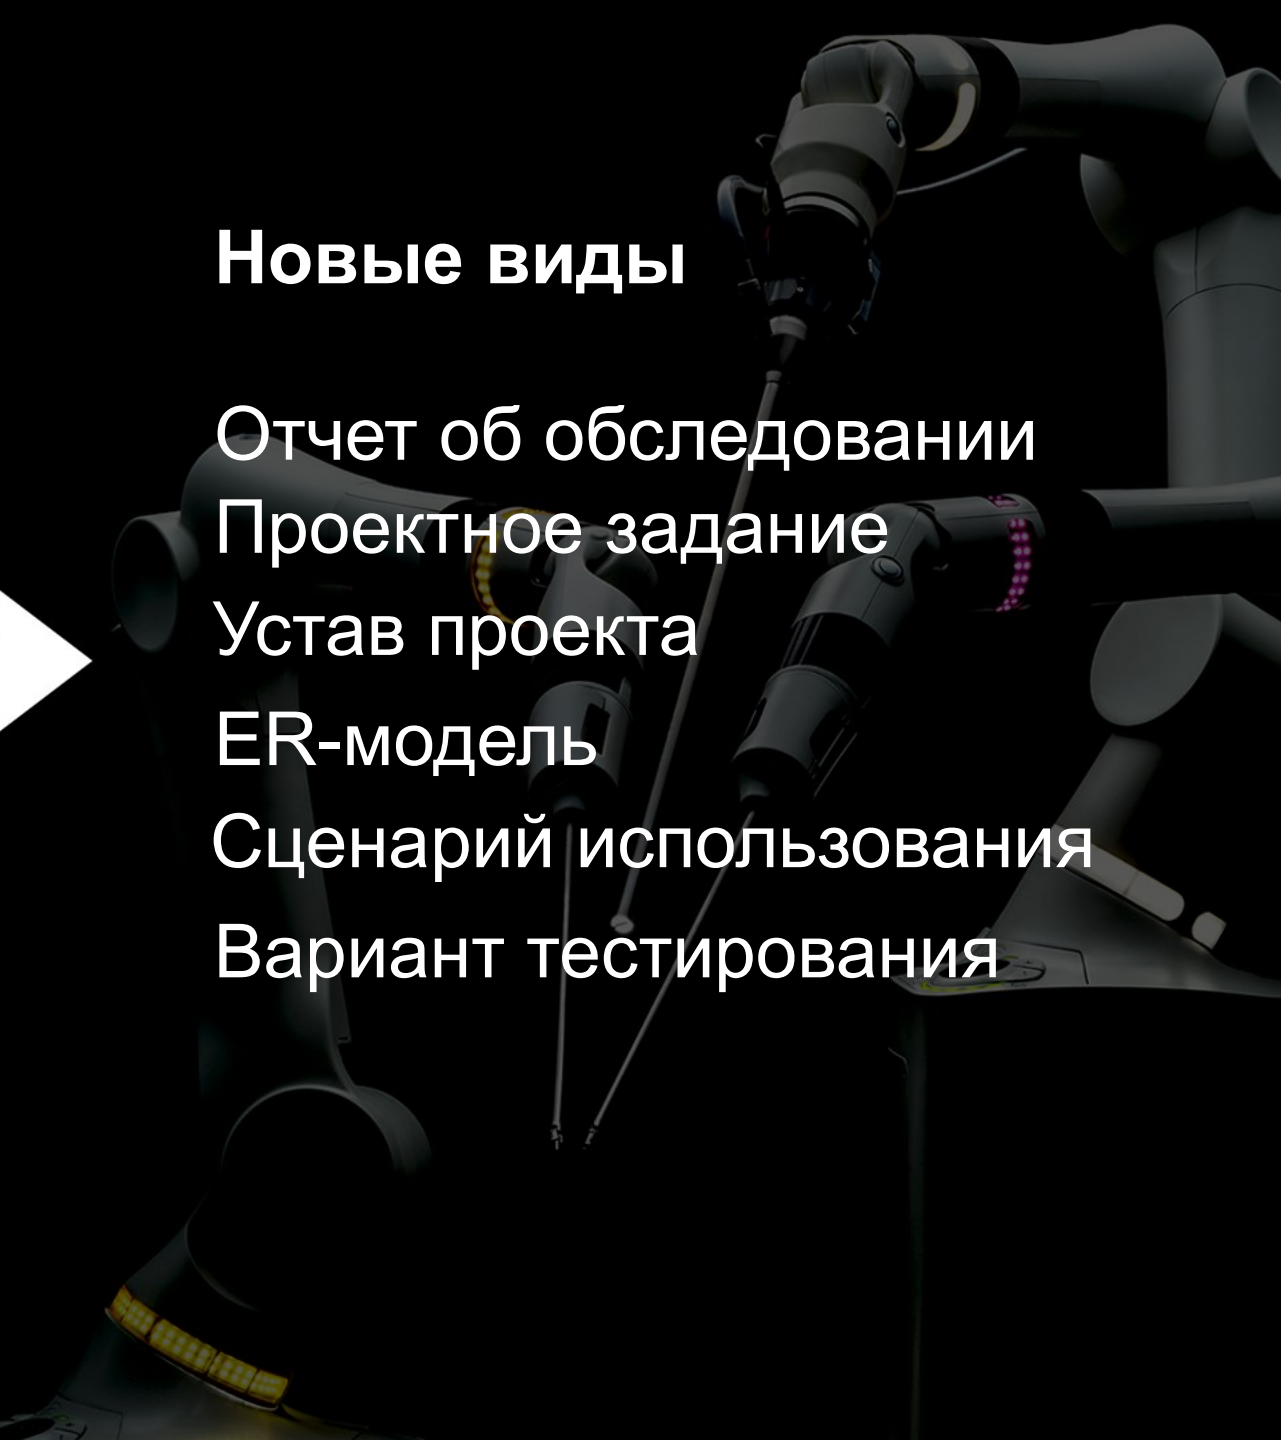 Новые виды
Отчет об обследовании
Проектное задание
Устав проекта
ER-модель
Сценарий использования
Вариант тестирования